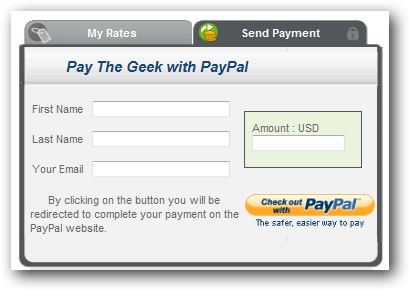 My Rates
Send Payment
Pay The Geek with PayPal
First Name
Last Name
Your Email
Amount : USD
By clicking on the button you will be
redirected to complete your payment on the
PayPal website.
Check out
with PayPal
The safer, easier way to pay